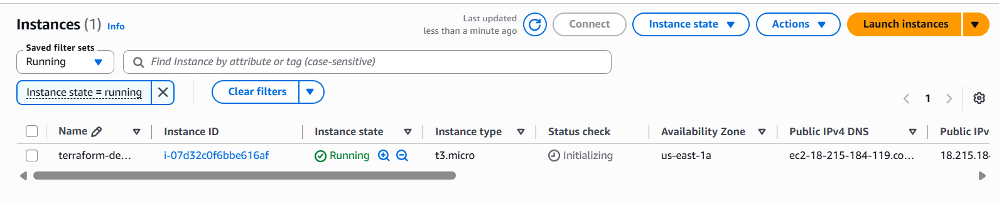 Instances (1) Info
Last updated
less than a minute ago
Connect
Instance state
Actions
Launch instances
Saved filter sets
Running
Find Instance by attribute or tag (case-sensitive)
Instance state = running
Clear filters
1
Name Instance ID Instance state Instance type Status check Availability Zone Public IPv4 DNS Public IPv
terraform-de... i-07d32c0f6bbe616af Running t3.micro Initializing us-east-1a ec2-18-215-184-119.co... 18.215.184